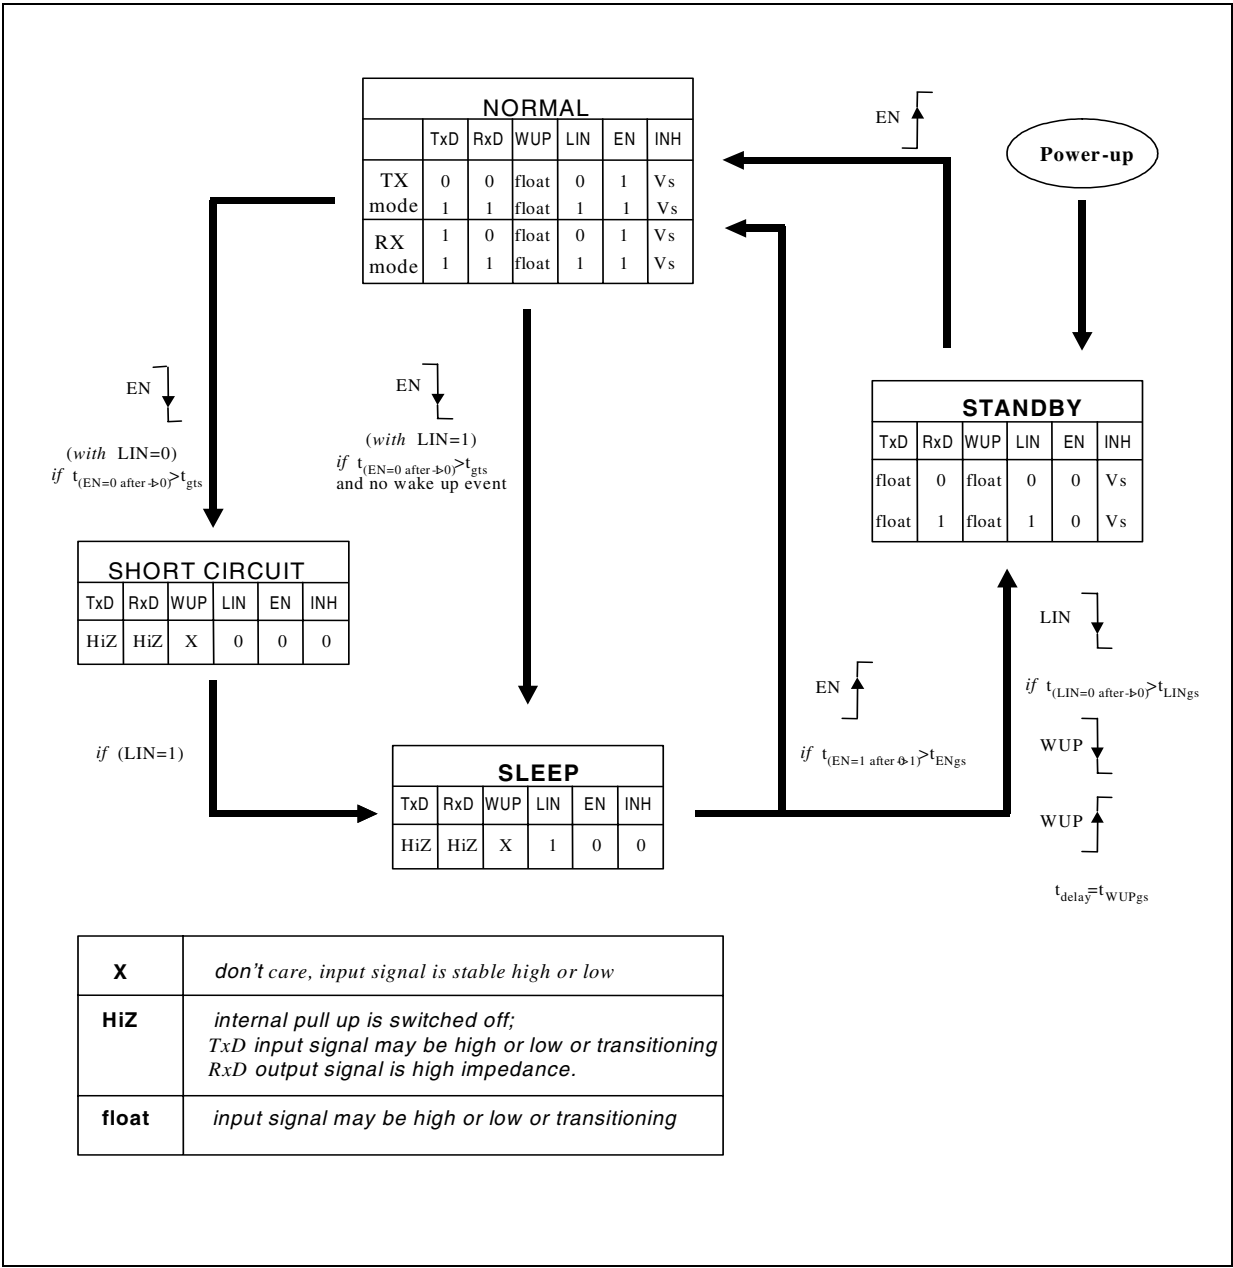 NORMAL
TxD RxD WUP LIN EN INH
TX mode
0 0 float 0 1 Vs
1 1 float 1 1 Vs
RX mode
1 0 float 0 1 Vs
1 1 float 1 1 Vs
EN
Power-up
EN
(with LIN=0)
if t(EN=0 after 1->0)>tgts
EN
(with LIN=1)
if t(EN=0 after 1->0)>tgts
and no wake up event
STANDBY
TxD RxD WUP LIN EN INH
float 0 float 0 0 Vs
float 1 float 1 0 Vs
SHORT CIRCUIT
TxD RxD WUP LIN EN INH
HiZ HiZ X 0 0 0
if (LIN=1)
EN
if t(EN=1 after 0->1)>tENgs
LIN
if t(LIN=0 after 1->0)>tLINgs
WUP
WUP
tdelay=tWUPgs
SLEEP
TxD RxD WUP LIN EN INH
HiZ HiZ X 1 0 0
X don't care, input signal is stable high or low
HiZ internal pull up is switched off;
TxD input signal may be high or low or transitioning
RxD output signal is high impedance.
float input signal may be high or low or transitioning